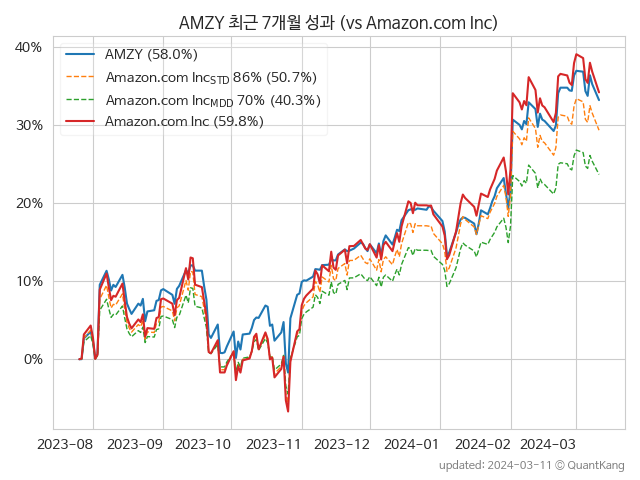 AMZY 최근 7개월 성과 (vs Amazon.com Inc)
40%
30%
20%
10%
0%
AMZY (58.0%)
Amazon.com IncSTD 86% (50.7%)
Amazon.com IncMDD 70% (40.3%)
Amazon.com Inc (59.8%)
2023-08 2023-09 2023-10 2023-11 2023-12 2024-01 2024-02 2024-03
updated: 2024-03-11 © QuantKang